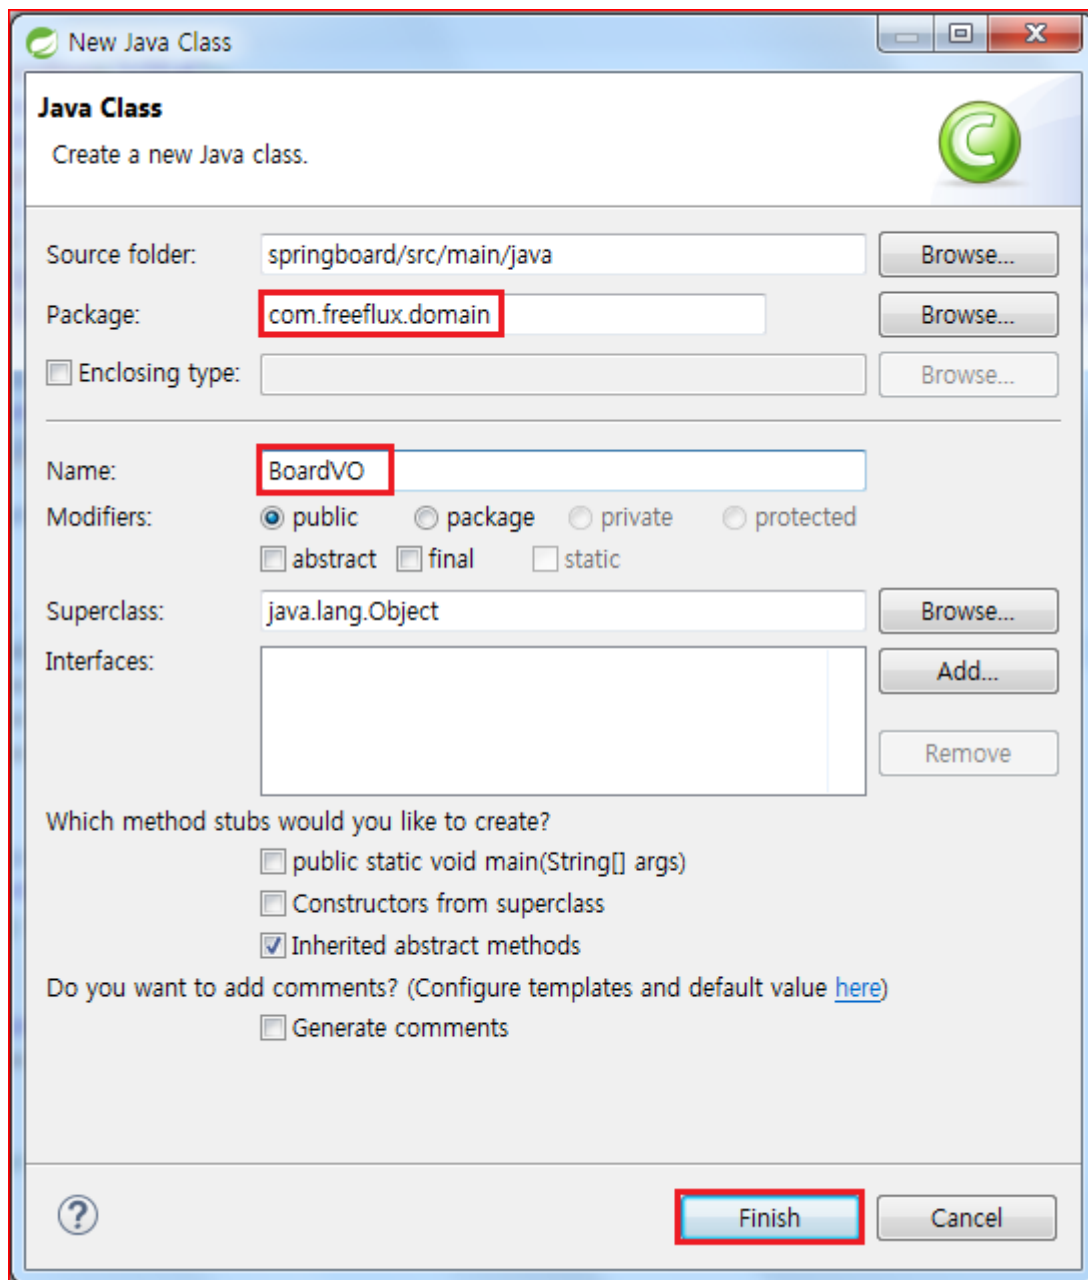 New Java Class
Java Class
Create a new Java class.
Source folder: springboard/src/main/java Browse...
Package: com.freeflux.domain Browse...
Enclosing type: Browse...
Name: BoardVO
Modifiers: public package private protected
abstract final static
Superclass: java.lang.Object Browse...
Interfaces: Add...
Remove
Which method stubs would you like to create?
public static void main(String[] args)
Constructors from superclass
Inherited abstract methods
Do you want to add comments? (Configure templates and default value here)
Generate comments
? Finish Cancel